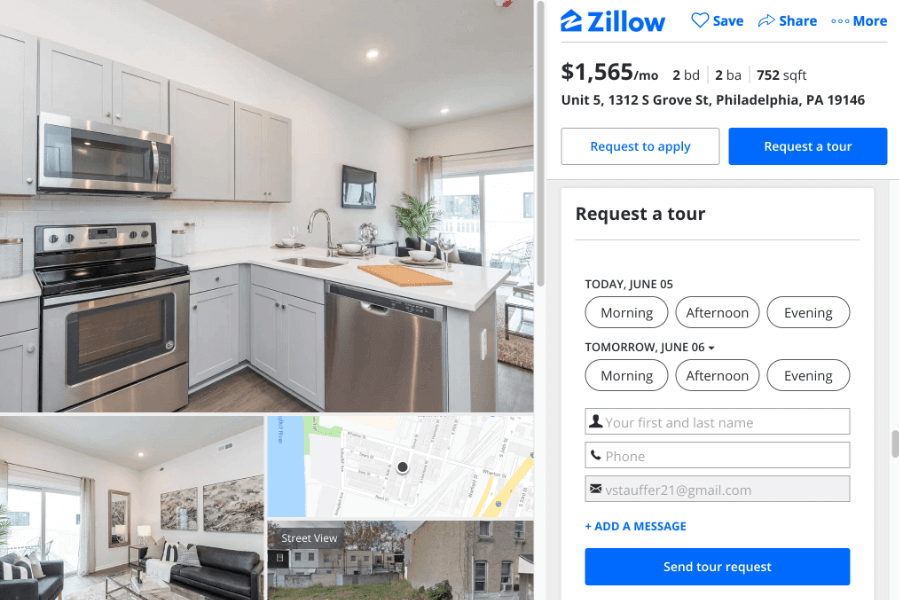 Zillow
Save
Share
More
$1,565/mo 2 bd 2 ba 752 sqft
Unit 5, 1312 S Grove St, Philadelphia, PA 19146
Request to apply
Request a tour
Request a tour
TODAY, JUNE 05
Morning
Afternoon
Evening
TOMORROW, JUNE 06
Morning
Afternoon
Evening
Your first and last name
Phone
vstauffer21@gmail.com
+ ADD A MESSAGE
Send tour request
Street View